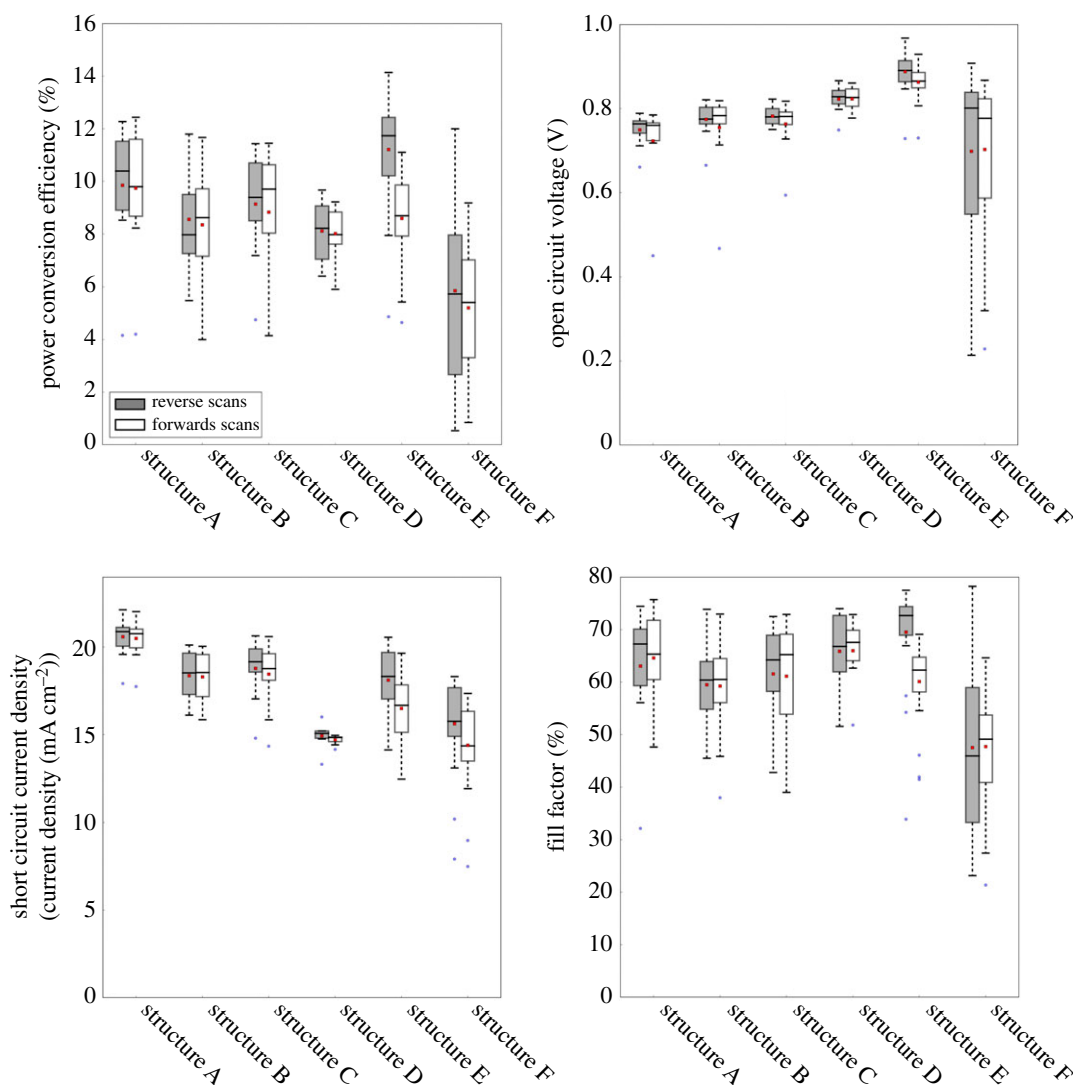 16
14
12
10
8
6
4
2
0
power conversion efficiency (%)
reverse scans
forwards scans
structure A
structure B
structure C
structure D
structure E
structure F
1.0
0.8
0.6
0.4
0.2
0
open circuit voltage (V)
structure A
structure B
structure C
structure D
structure E
structure F
20
15
10
5
0
short circuit current density
(current density (mA cm⁻²))
structure A
structure B
structure C
structure D
structure E
structure F
80
70
60
50
40
30
20
10
0
fill factor (%)
structure A
structure B
structure C
structure D
structure E
structure F